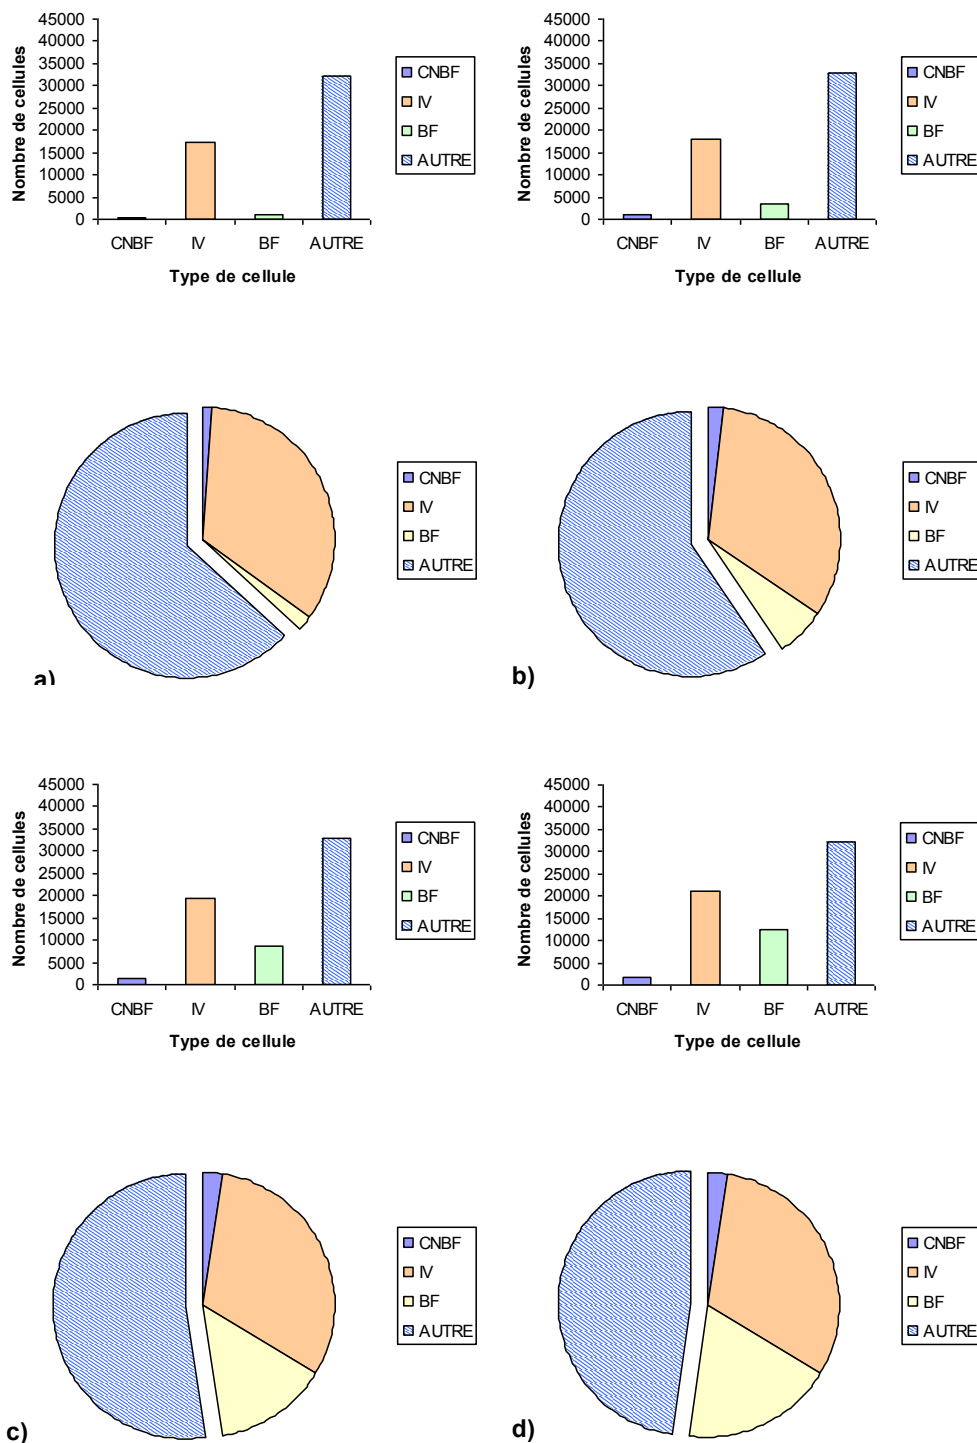 Nombre de cellules
45000
40000
35000
30000
25000
20000
15000
10000
5000
0
CNBF IV BF AUTRE
Type de cellule
CNBF
IV
BF
AUTRE
Nombre de cellules
45000
40000
35000
30000
25000
20000
15000
10000
5000
0
CNBF IV BF AUTRE
Type de cellule
CNBF
IV
BF
AUTRE
CNBF
IV
BF
AUTRE
a)
CNBF
IV
BF
AUTRE
b)
Nombre de cellules
45000
40000
35000
30000
25000
20000
15000
10000
5000
0
CNBF IV BF AUTRE
Type de cellule
CNBF
IV
BF
AUTRE
Nombre de cellules
45000
40000
35000
30000
25000
20000
15000
10000
5000
0
CNBF IV BF AUTRE
Type de cellule
CNBF
IV
BF
AUTRE
CNBF
IV
BF
AUTRE
c)
CNBF
IV
BF
AUTRE
d)